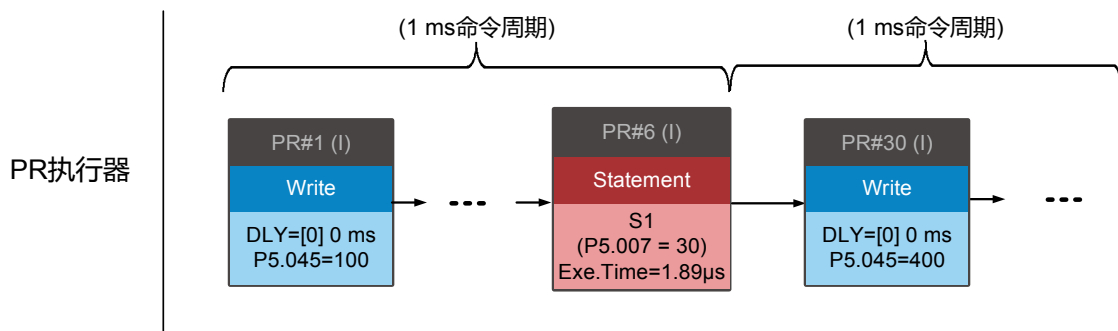 (1 ms命令周期)
(1 ms命令周期)
PR执行器
PR#1 (I)
Write
DLY=[0] 0 ms
P5.045=100
PR#6 (I)
Statement
S1
(P5.007 = 30)
Exe.Time=1.89µs
PR#30 (I)
Write
DLY=[0] 0 ms
P5.045=400